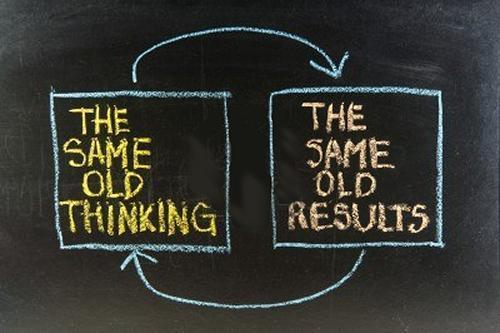 THE
SAME
OLD
THINKING
THE
SAME
OLD
RESULTS